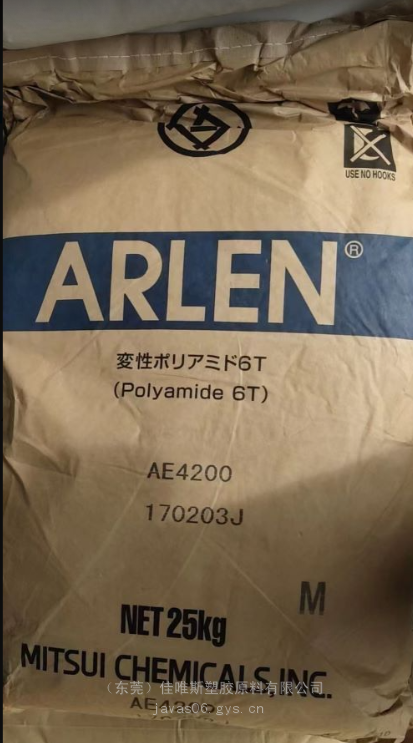 USE NO HOOKS
ARLEN®
変性ポリアミド6T
(Polyamide 6T)
AE4200
170203J
M
NET 25kg
MITSUI CHEMICALS, INC.
（东莞）佳唯斯塑胶原料有限公司
javas06.gys.cn